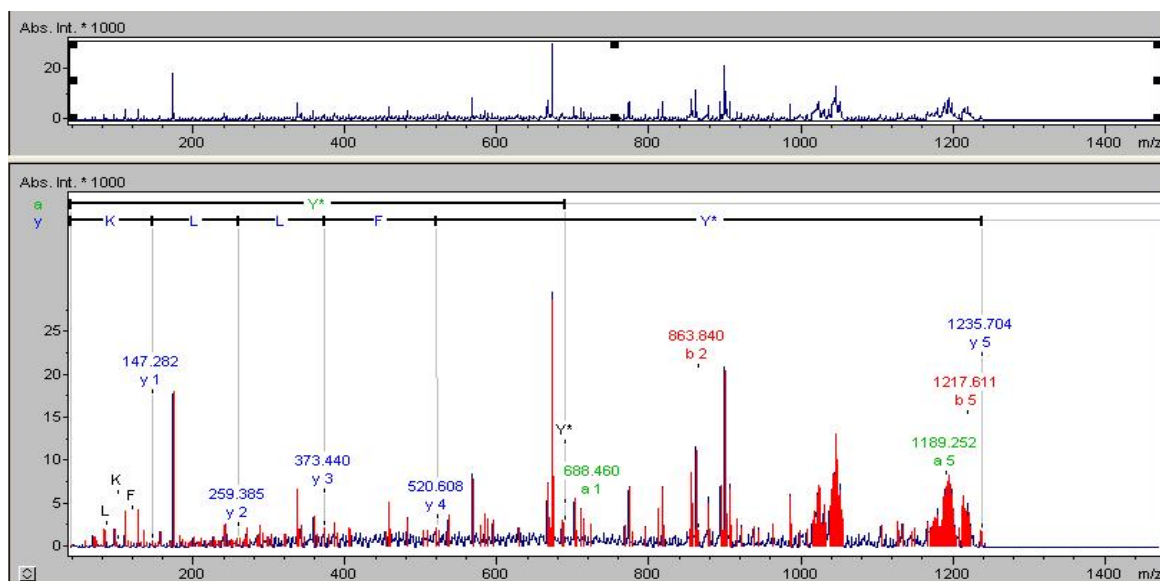 Abs. Int. * 1000
20
0
200 400 600 800 1000 1200 1400 m/z
Abs. Int. * 1000
a Y*
y K L L F Y*
25
20
15
10
5
0
147.282
y 1
K
F
L
259.385
y 2
373.440
y 3
520.608
y 4
Y*
688.460
a 1
863.840
b 2
1235.704
y 5
1217.611
b 5
1189.252
a 5
200 400 600 800 1000 1200 1400 m/z